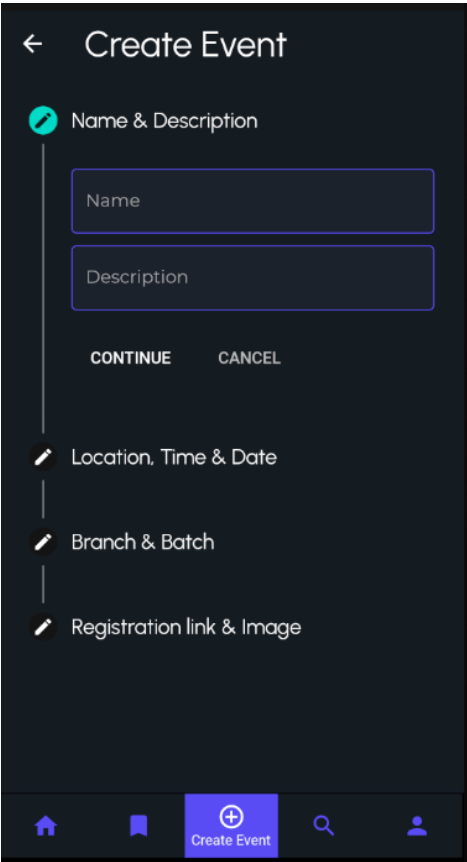 Create Event
Name & Description
Name
Description
CONTINUE CANCEL
Location, Time & Date
Branch & Batch
Registration link & Image
Create Event